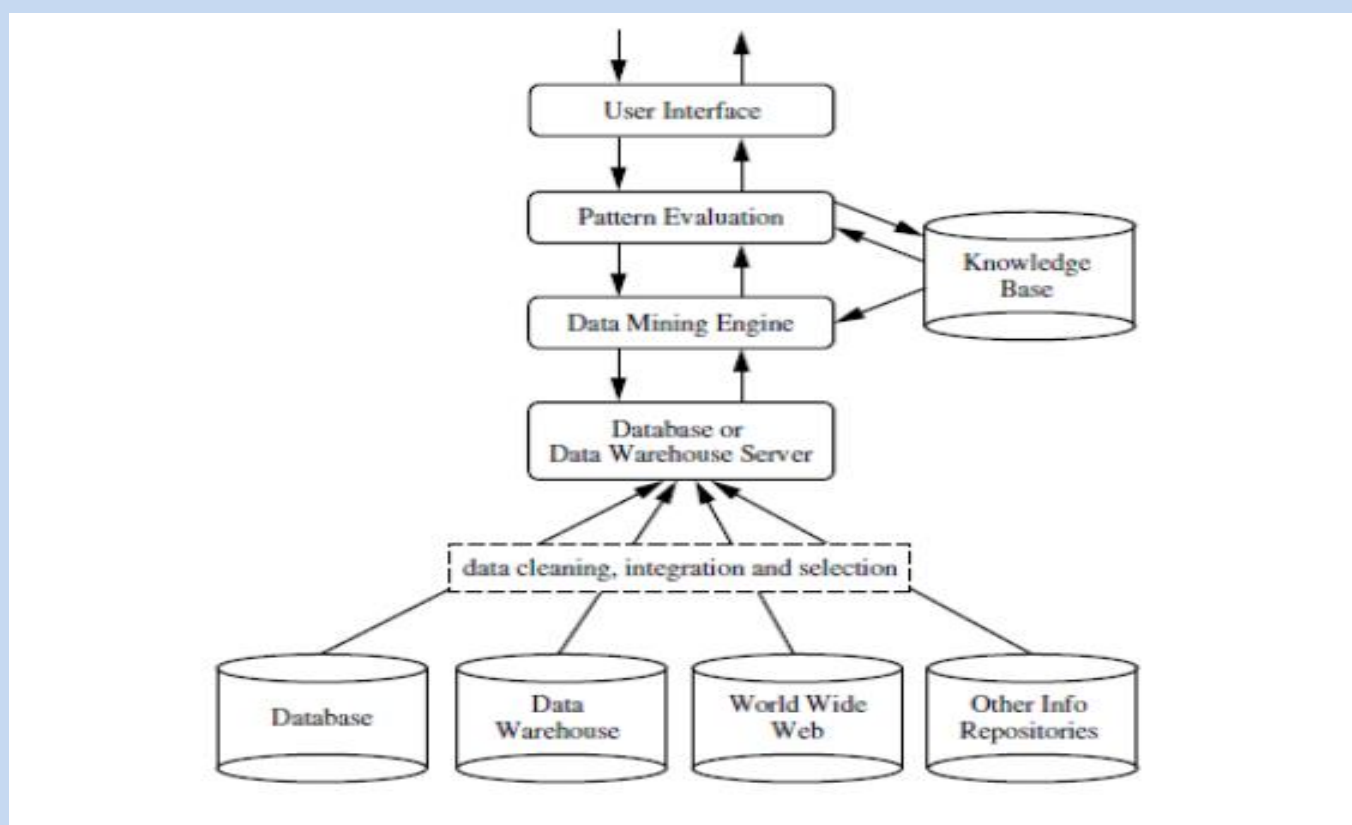 User Interface
Pattern Evaluation
Knowledge
Base
Data Mining Engine
Database or
Data Warehouse Server
data cleaning, integration and selection
Database
Data
Warehouse
World Wide
Web
Other Info
Repositories